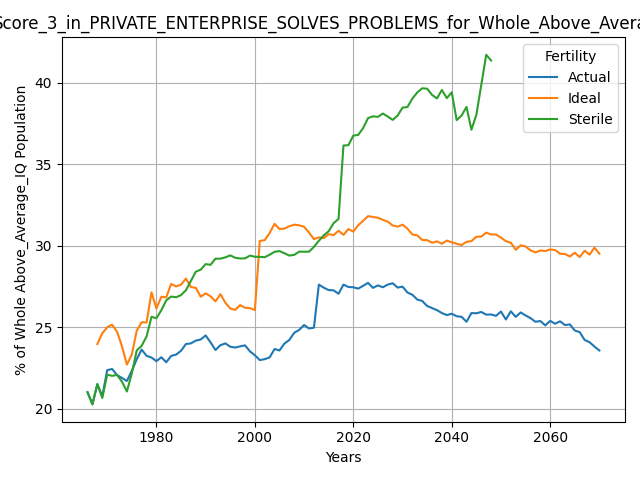 Score_3_in_PRIVATE_ENTERPRISE_SOLVES_PROBLEMS_for_Whole_Above_Avera
% of Whole Above_Average_IQ Population
40
35
30
25
20
Fertility
Actual
Ideal
Sterile
1980 2000 2020 2040 2060
Years